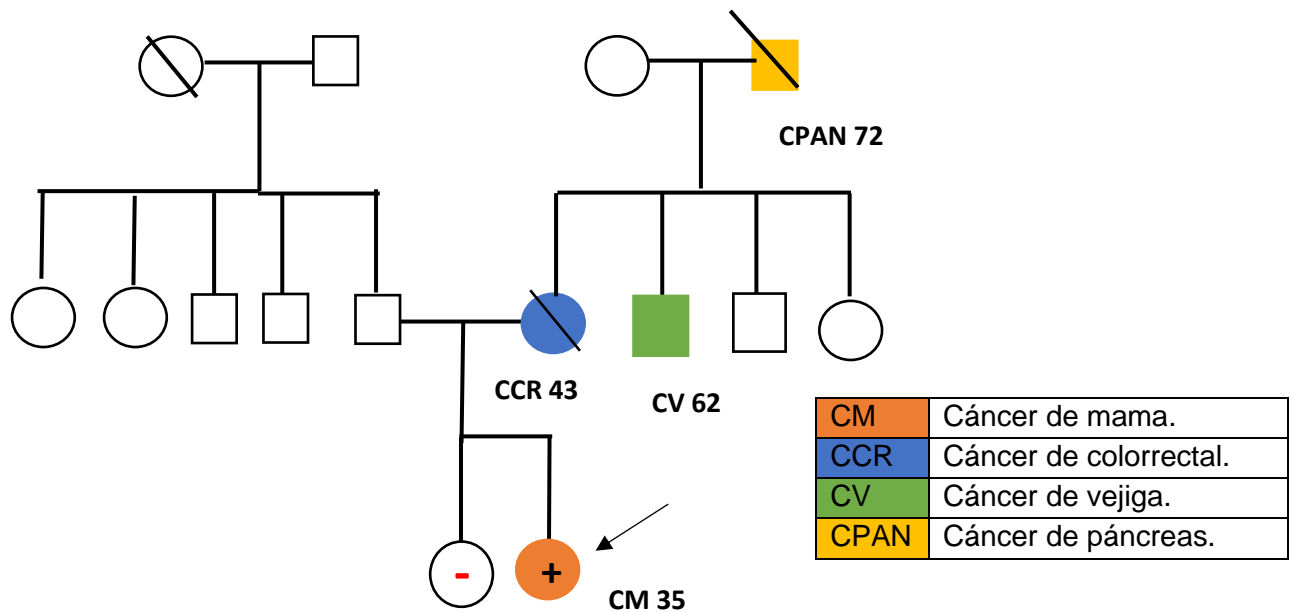 CPAN 72
CCR 43
CV 62
-
+
CM 35
CM Cáncer de mama.
CCR Cáncer de colorrectal.
CV Cáncer de vejiga.
CPAN Cáncer de páncreas.